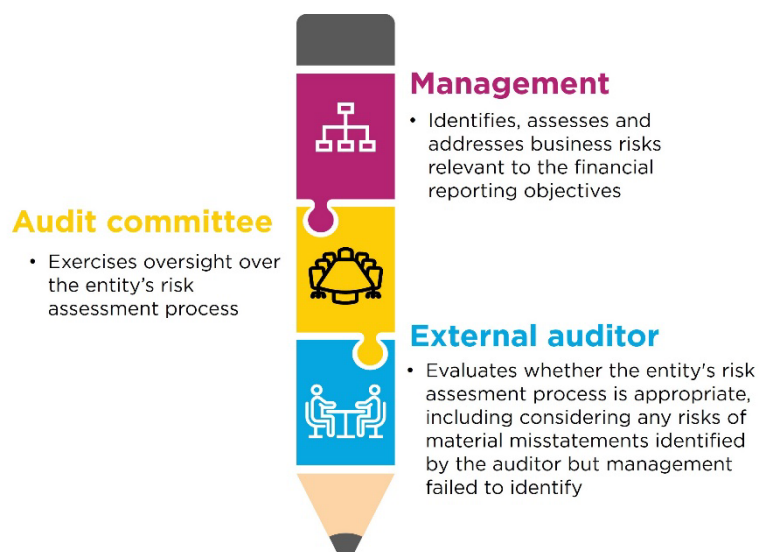 Management
• Identifies, assesses and
addresses business risks
relevant to the financial
reporting objectives
Audit committee
• Exercises oversight over
the entity's risk
assessment process
External auditor
• Evaluates whether the entity's risk
assesment process is appropriate,
including considering any risks of
material misstatements identified
by the auditor but management
failed to identify